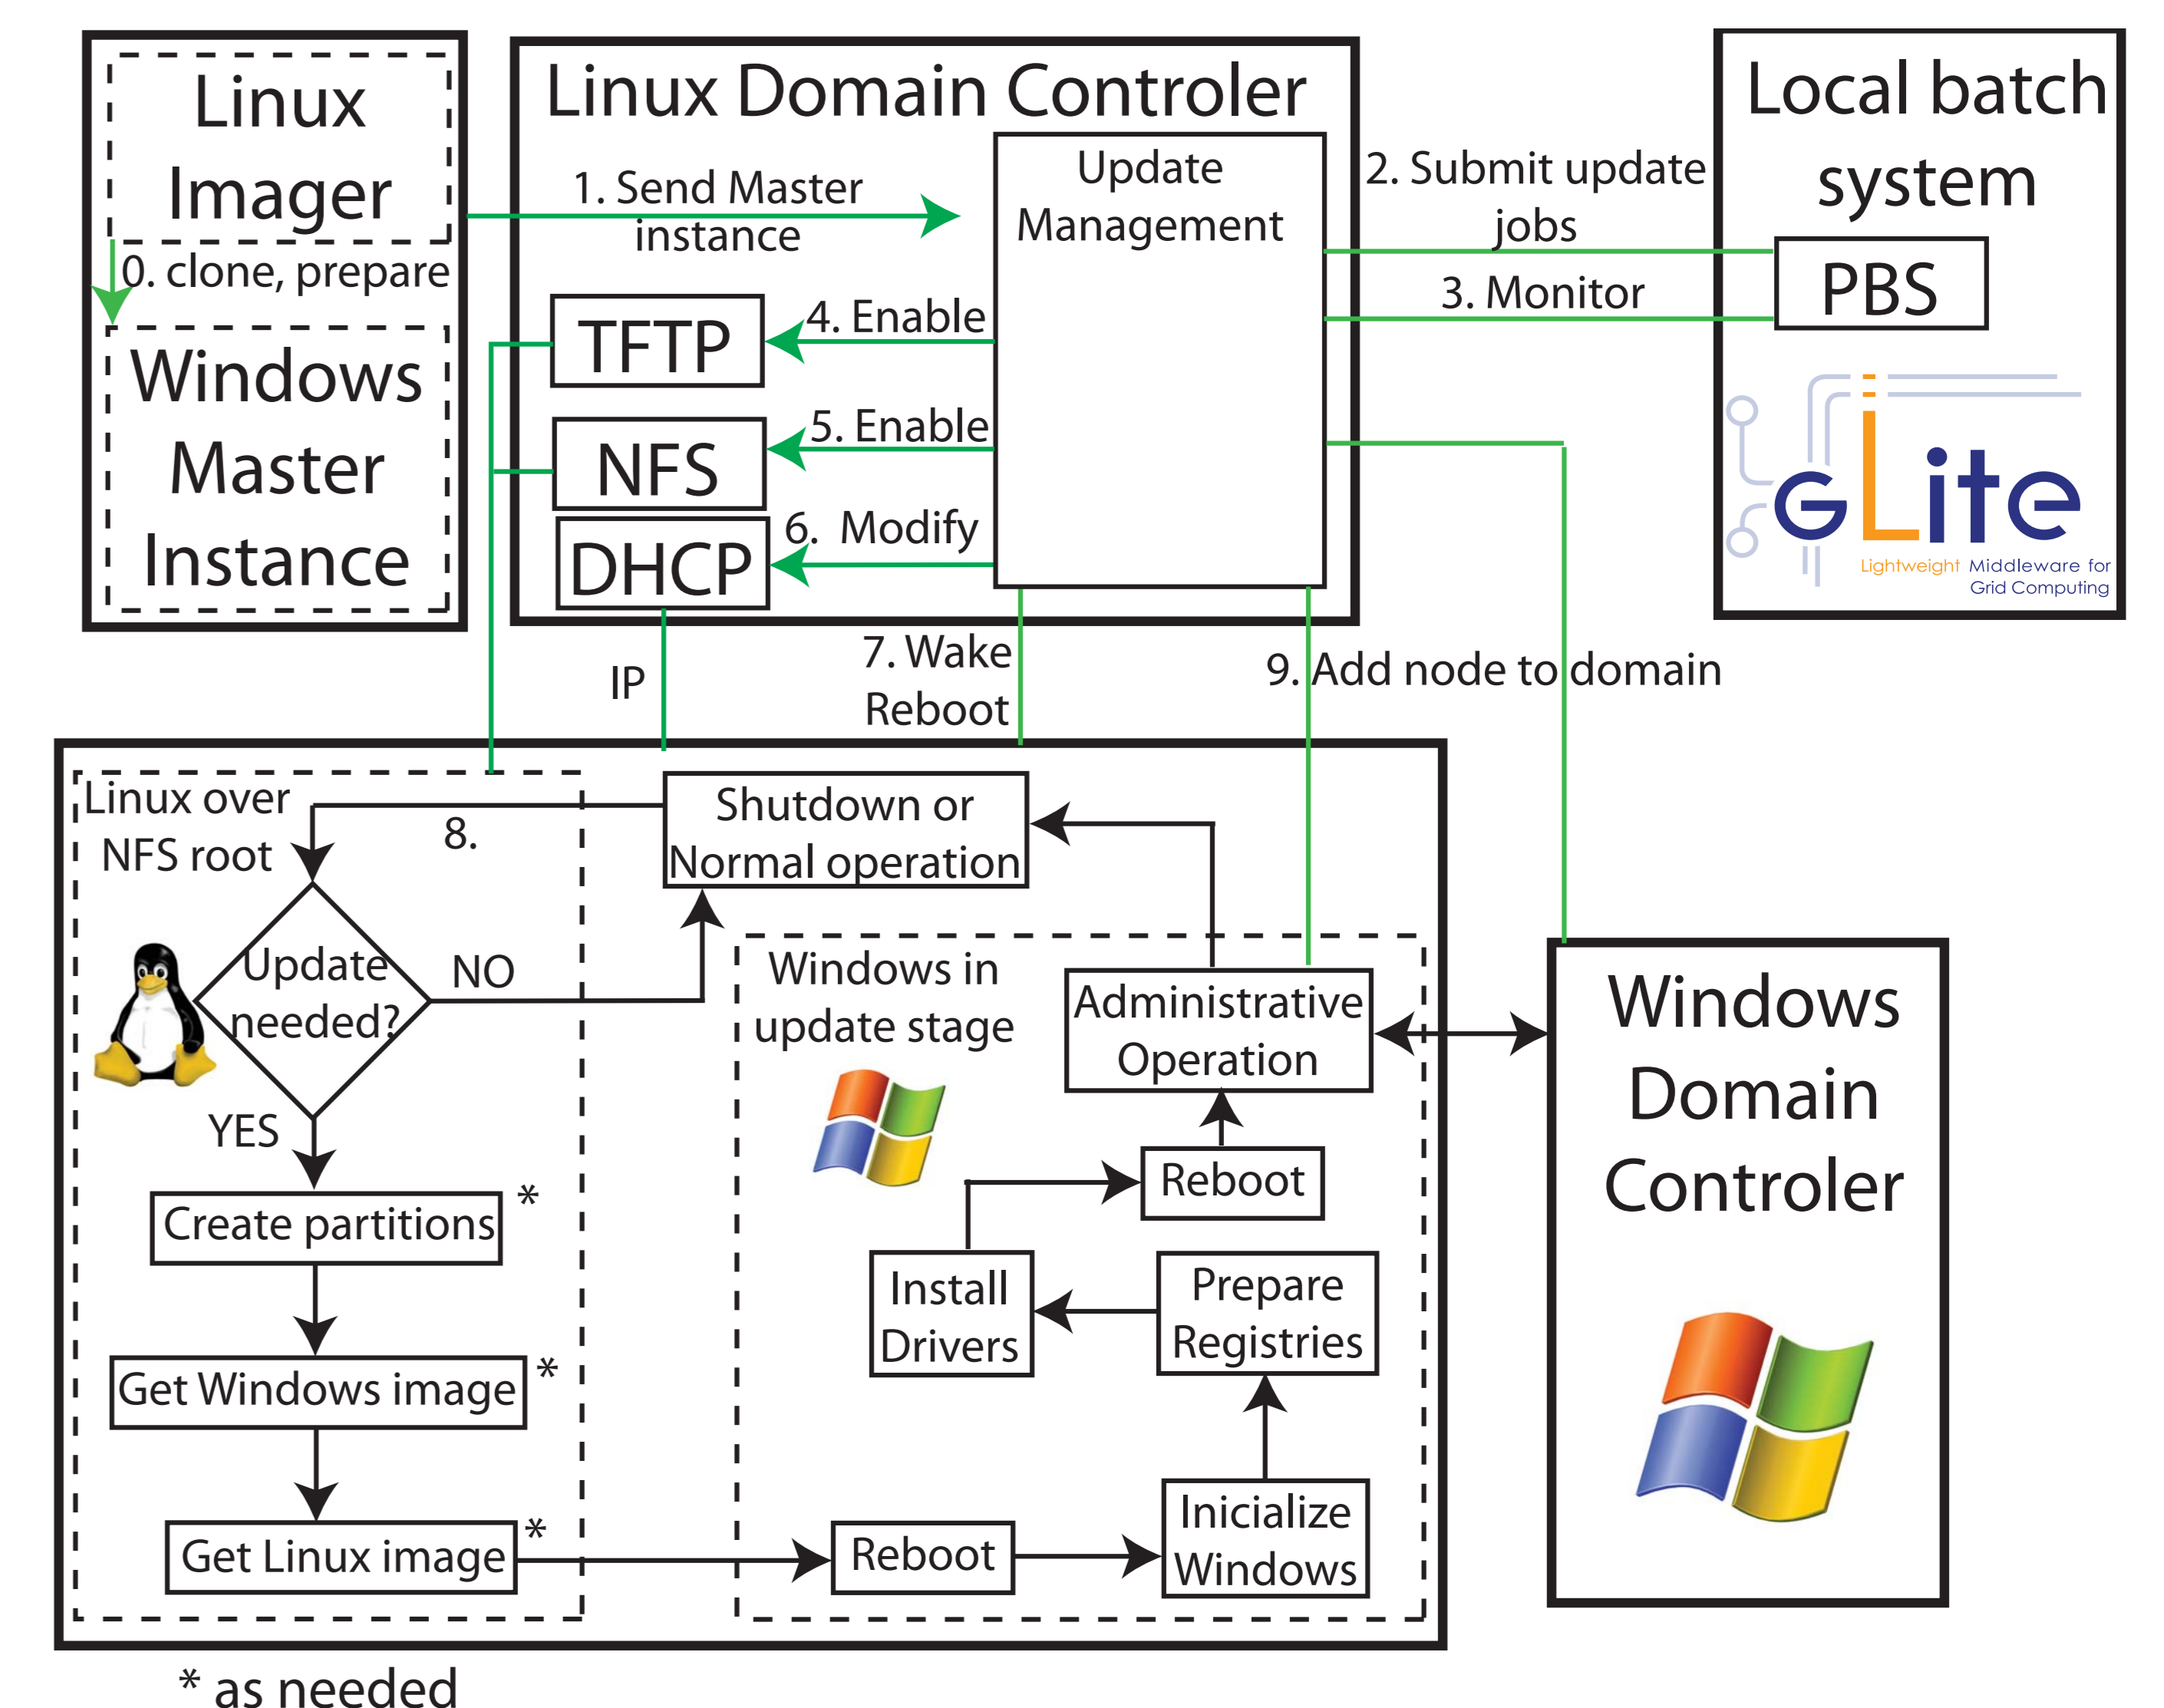 Linux
Imager
0. clone, prepare
Windows
Master
Instance
Linux Domain Controler
1. Send Master
instance
Update
Management
TFTP
4. Enable
NFS
5. Enable
DHCP
6. Modify
2. Submit update
jobs
3. Monitor
Local batch
system
PBS
gLite
Lightweight Middleware for
Grid Computing
IP
7. Wake
Reboot
9. Add node to domain
Linux over
NFS root
8.
Shutdown or
Normal operation
Update
needed?
NO
YES
Create partitions *
Get Windows image *
Get Linux image *
Windows in
update stage
Administrative
Operation
Reboot
Install
Drivers
Prepare
Registries
Reboot
Inicialize
Windows
Windows
Domain
Controler
* as needed